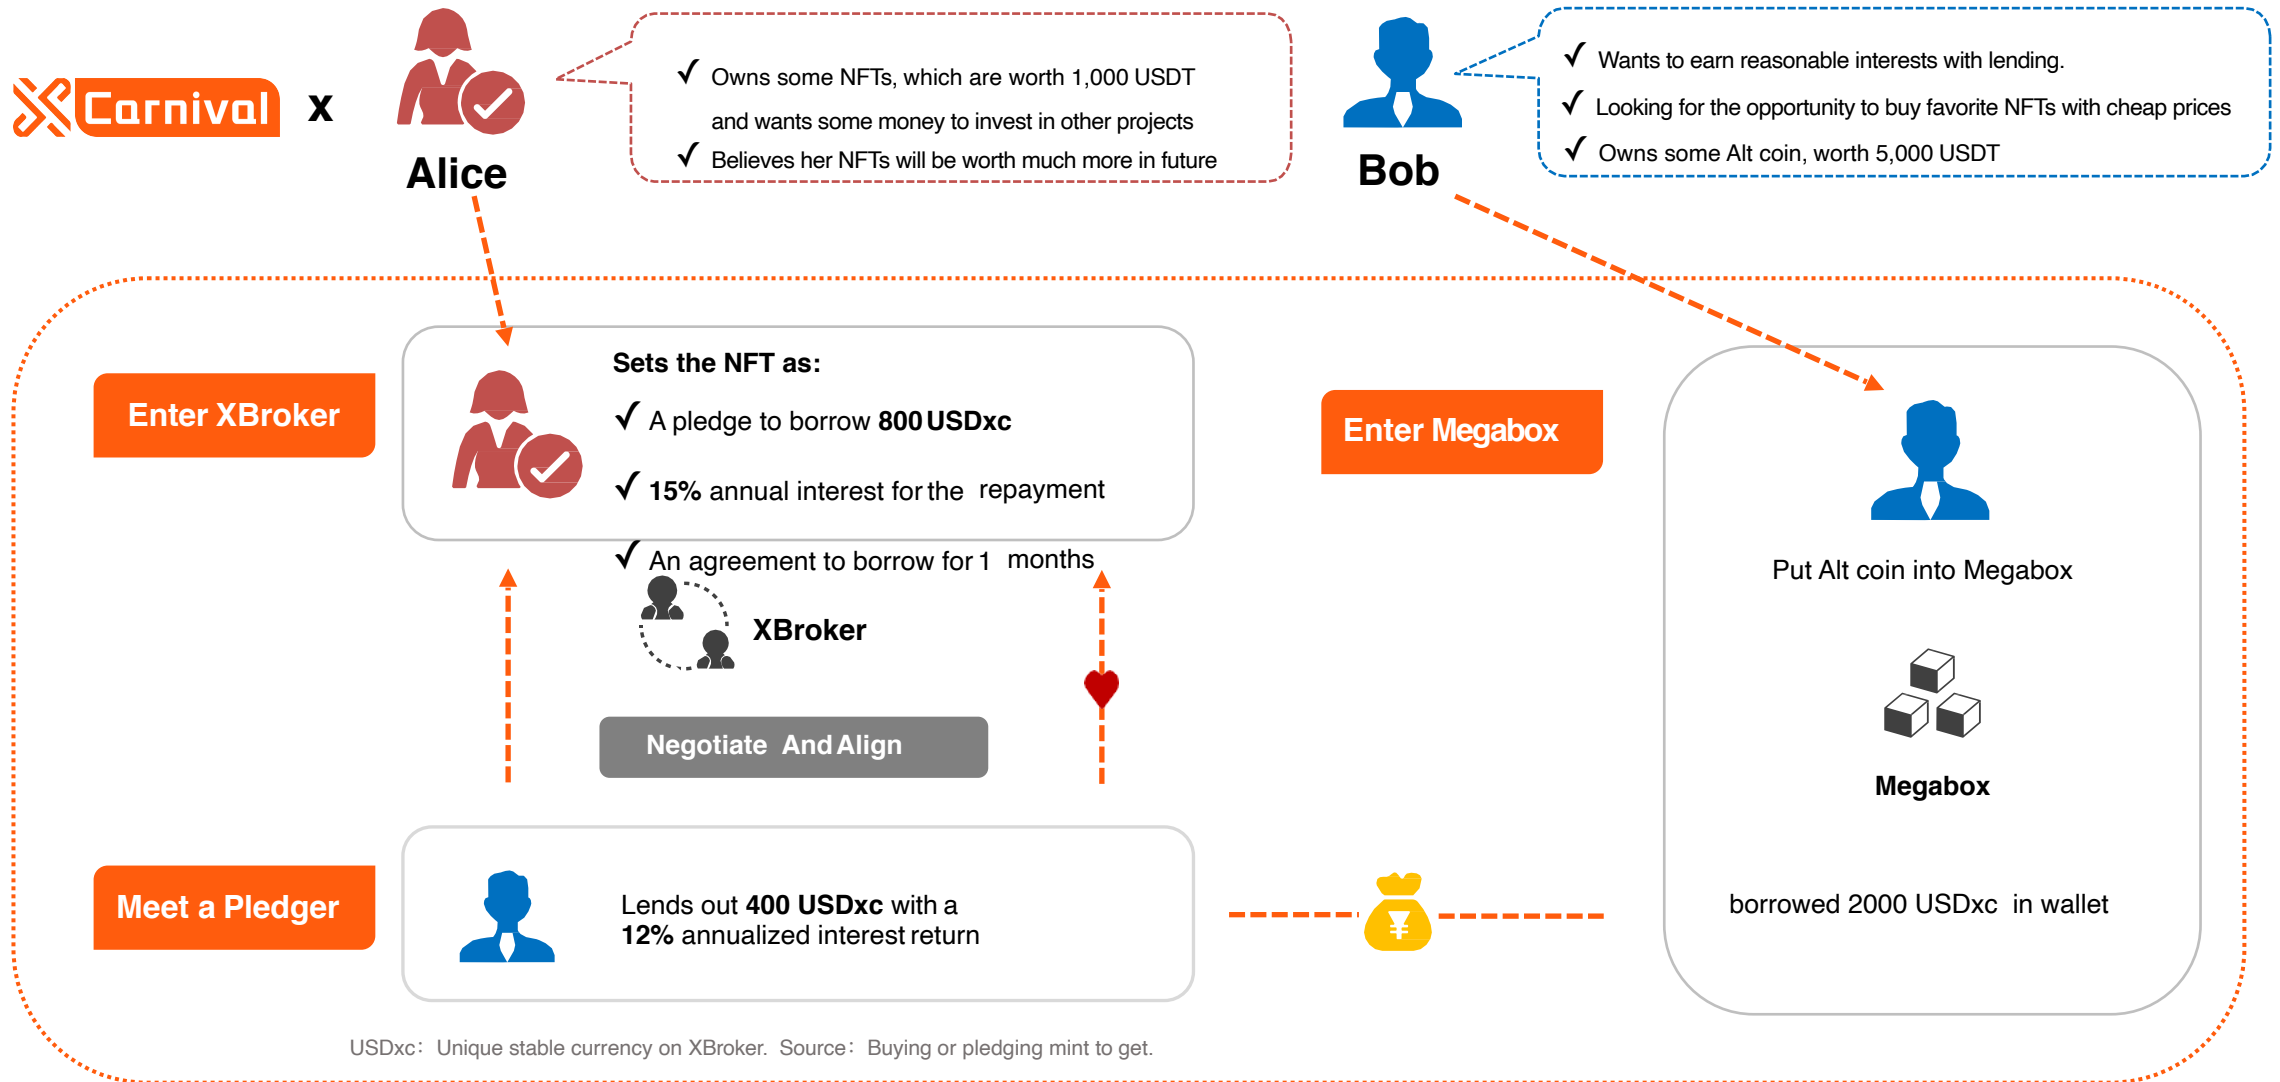 Carnival x
Alice
✓ Owns some NFTs, which are worth 1,000 USDT
and wants some money to invest in other projects
✓ Believes her NFTs will be worth much more in future
Bob
✓ Wants to earn reasonable interests with lending.
✓ Looking for the opportunity to buy favorite NFTs with cheap prices
✓ Owns some Alt coin, worth 5,000 USDT
Enter XBroker
Sets the NFT as:
✓ A pledge to borrow 800 USDxc
✓ 15% annual interest for the repayment
✓ An agreement to borrow for 1 months
XBroker
Negotiate And Align
Meet a Pledger
Lends out 400 USDxc with a
12% annualized interest return
¥
Enter Megabox
Put Alt coin into Megabox
Megabox
borrowed 2000 USDxc in wallet
USDxc： Unique stable currency on XBroker. Source： Buying or pledging mint to get.